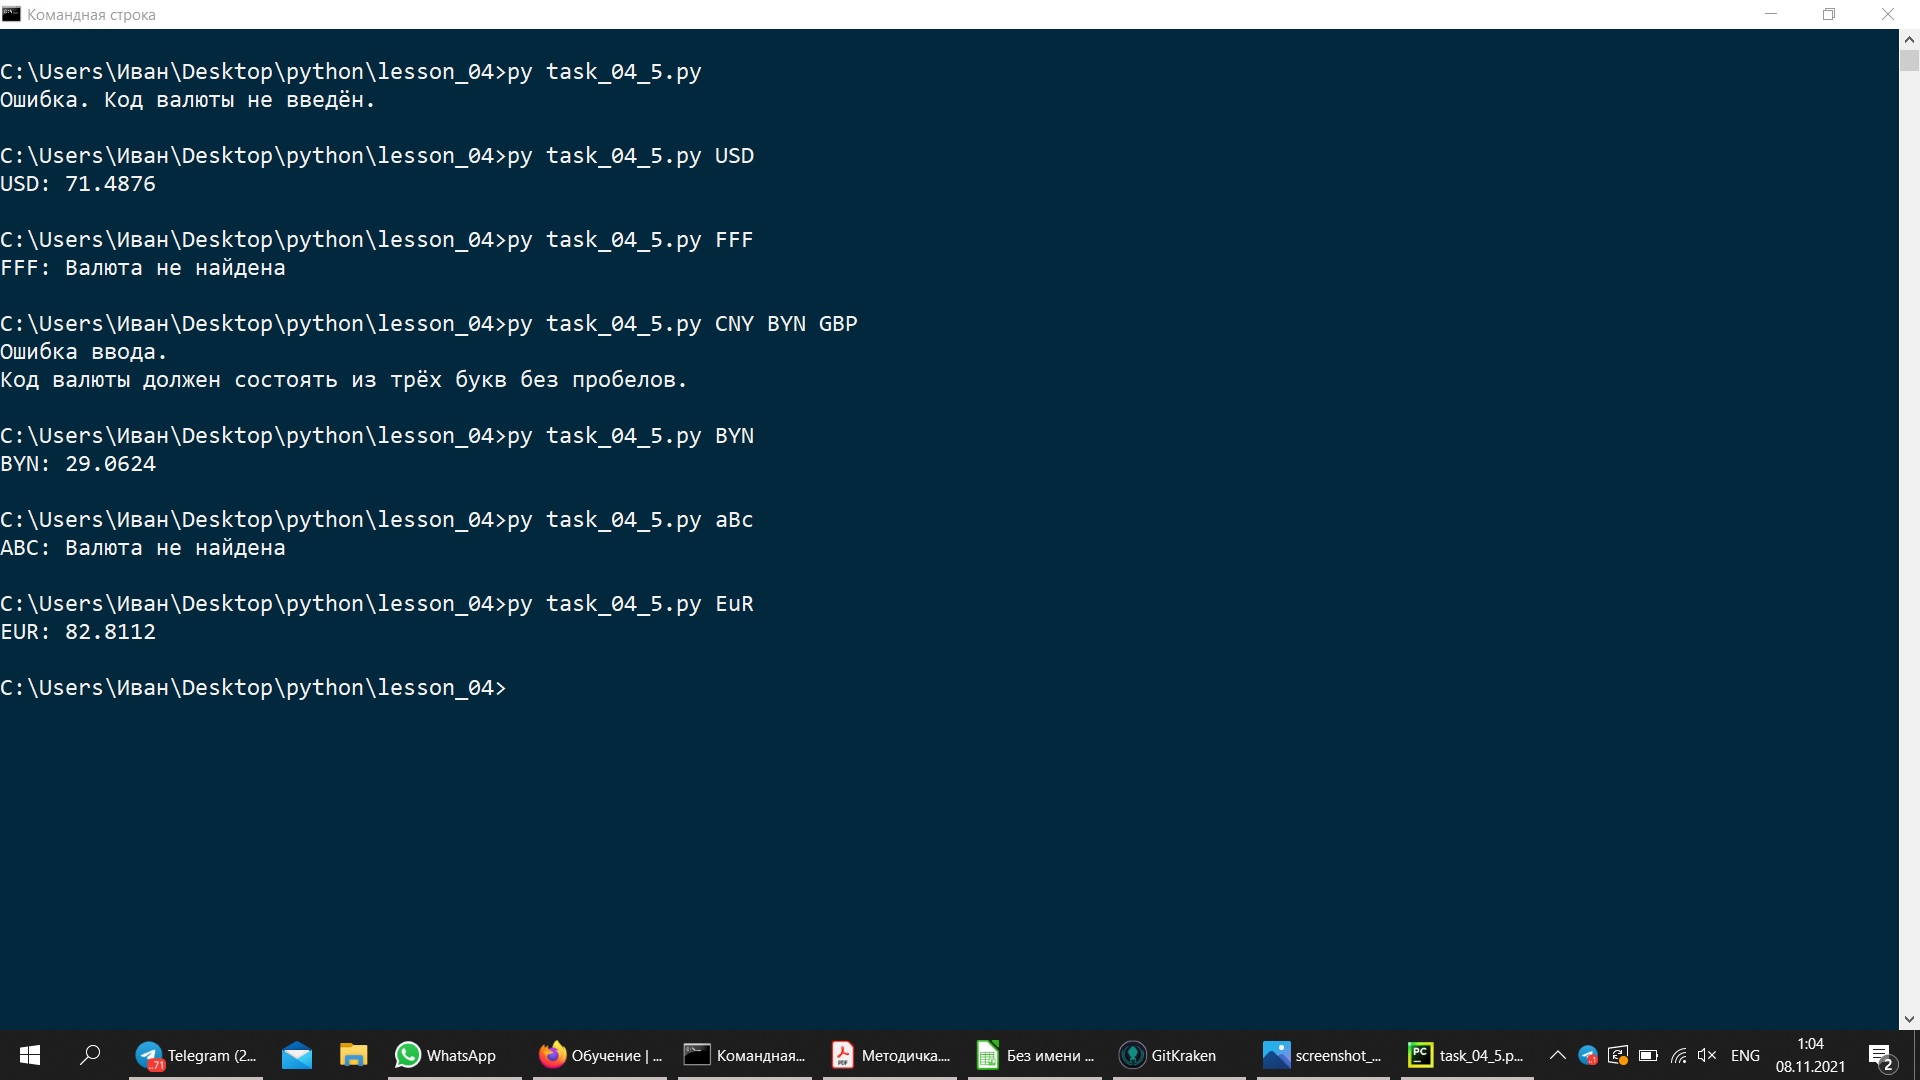 Командная строка
C:\Users\Иван\Desktop\python\lesson_04>py task_04_5.py
Ошибка. Код валюты не введён.
C:\Users\Иван\Desktop\python\lesson_04>py task_04_5.py USD
USD: 71.4876
C:\Users\Иван\Desktop\python\lesson_04>py task_04_5.py FFF
FFF: Валюта не найдена
C:\Users\Иван\Desktop\python\lesson_04>py task_04_5.py CNY BYN GBP
Ошибка ввода.
Код валюты должен состоять из трёх букв без пробелов.
C:\Users\Иван\Desktop\python\lesson_04>py task_04_5.py BYN
BYN: 29.0624
C:\Users\Иван\Desktop\python\lesson_04>py task_04_5.py aBc
ABC: Валюта не найдена
C:\Users\Иван\Desktop\python\lesson_04>py task_04_5.py EuR
EUR: 82.8112
C:\Users\Иван\Desktop\python\lesson_04>
Telegram (2... WhatsApp Обучение | ... Командная... Методичка.... Без имени ... GitKraken screenshot_... task_04_5.p... ENG 1:04
71 PDF PC 08.11.2021 2